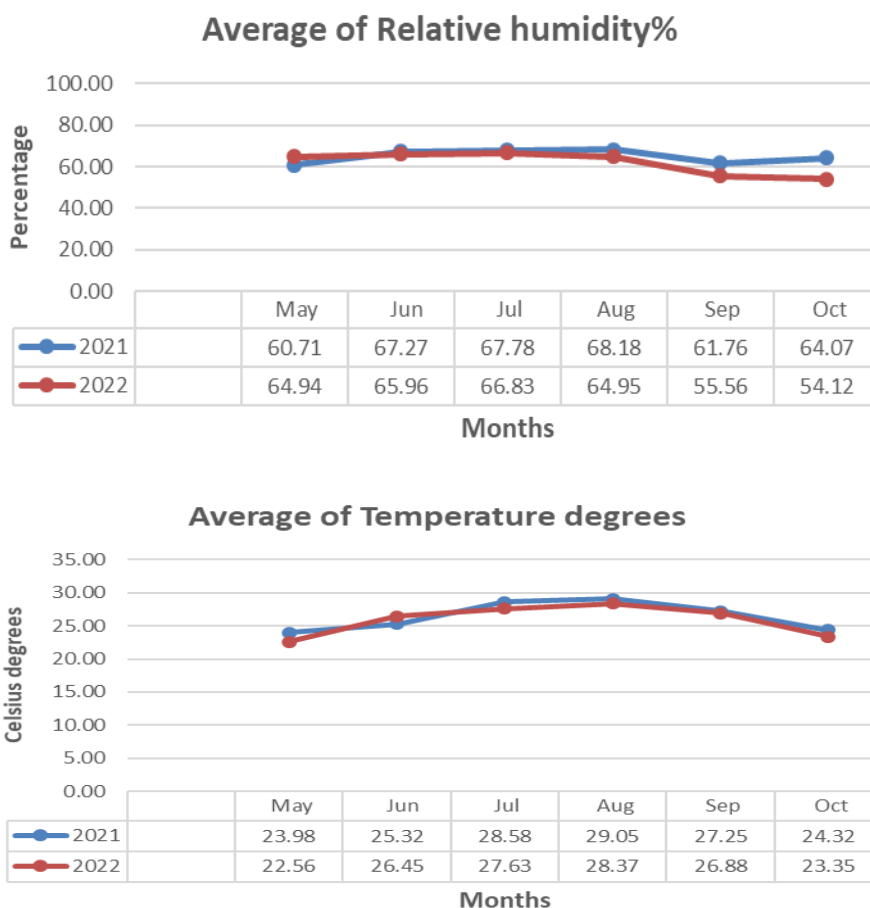 Average of Relative humidity%
Percentage
100.00
80.00
60.00
40.00
20.00
0.00
May Jun Jul Aug Sep Oct
2021 60.71 67.27 67.78 68.18 61.76 64.07
2022 64.94 65.96 66.83 64.95 55.56 54.12
Months
Average of Temperature degrees
Celsius degrees
35.00
30.00
25.00
20.00
15.00
10.00
5.00
0.00
May Jun Jul Aug Sep Oct
2021 23.98 25.32 28.58 29.05 27.25 24.32
2022 22.56 26.45 27.63 28.37 26.88 23.35
Months